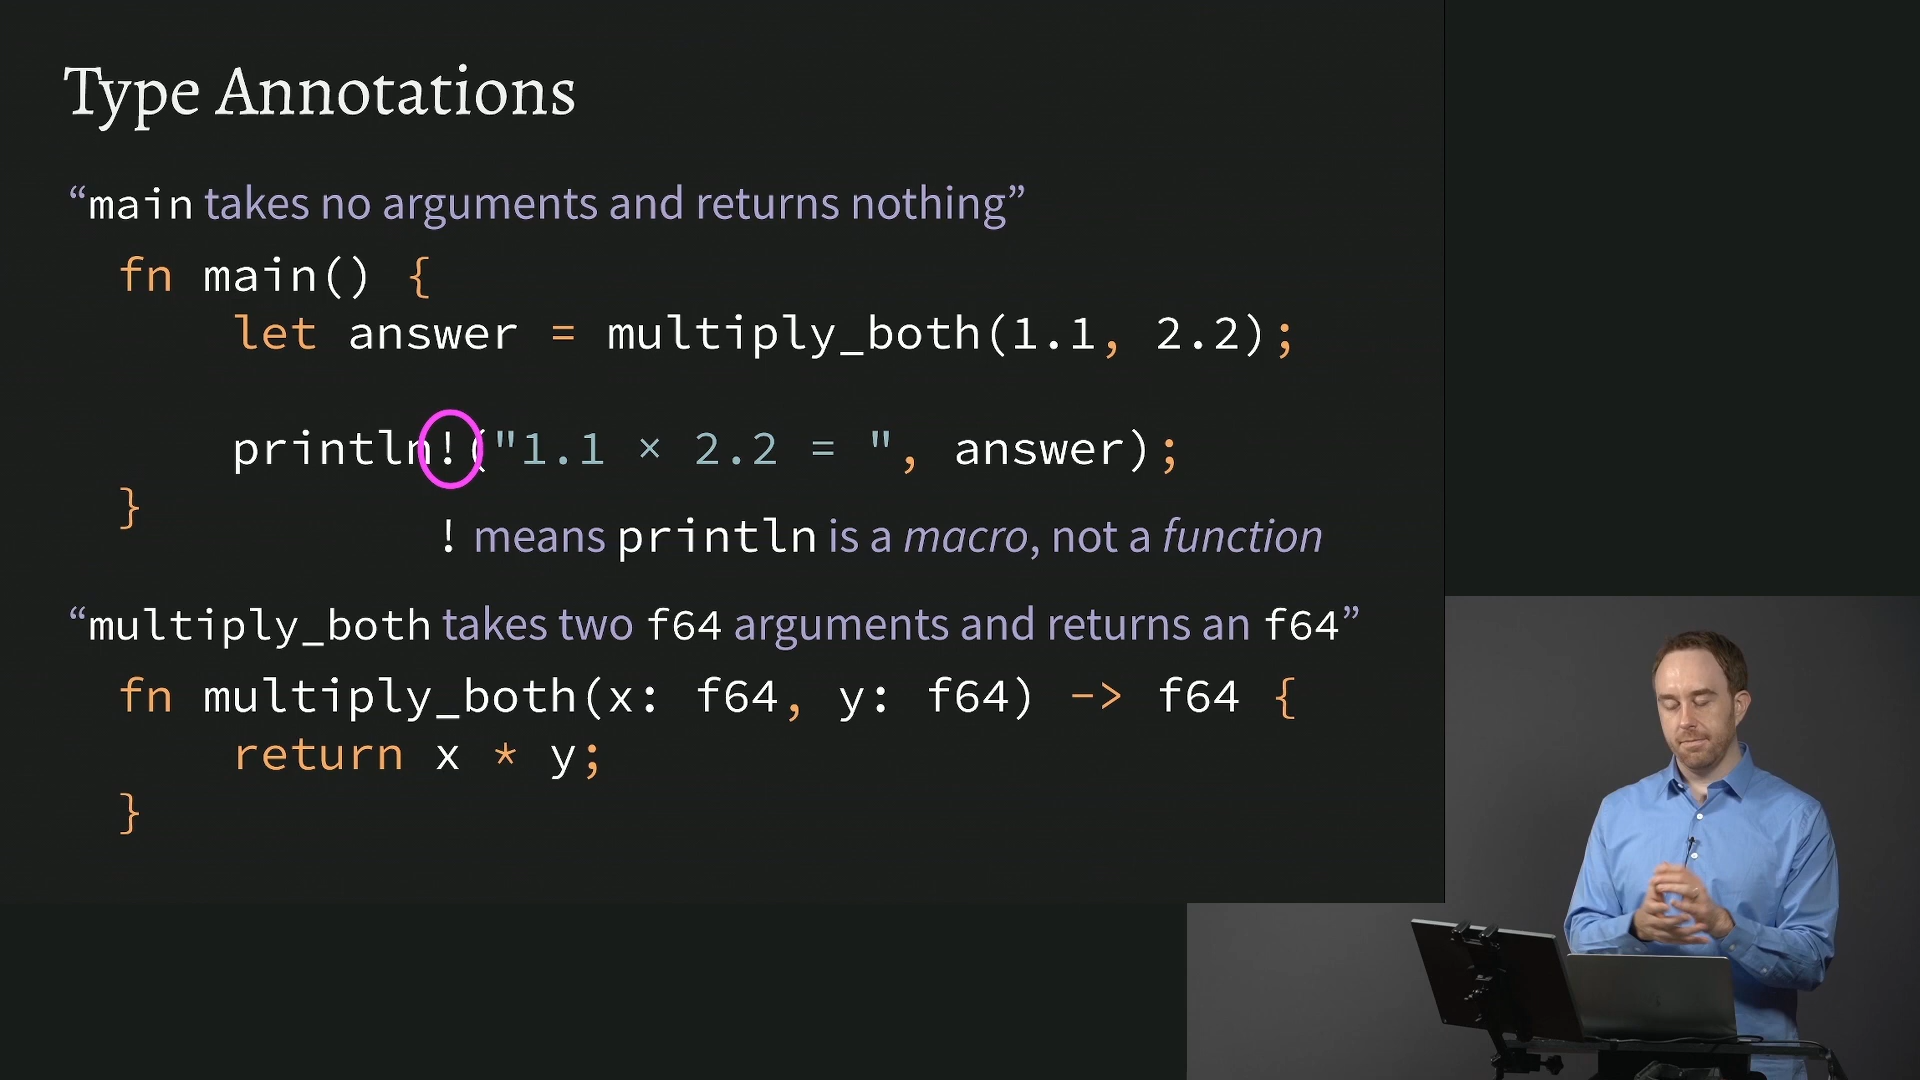 Type Annotations
“main takes no arguments and returns nothing”
fn main() {
let answer = multiply_both(1.1, 2.2);
println!("1.1 × 2.2 = ", answer);
}
! means println is a macro, not a function
“multiply_both takes two f64 arguments and returns an f64”
fn multiply_both(x: f64, y: f64) -> f64 {
return x * y;
}